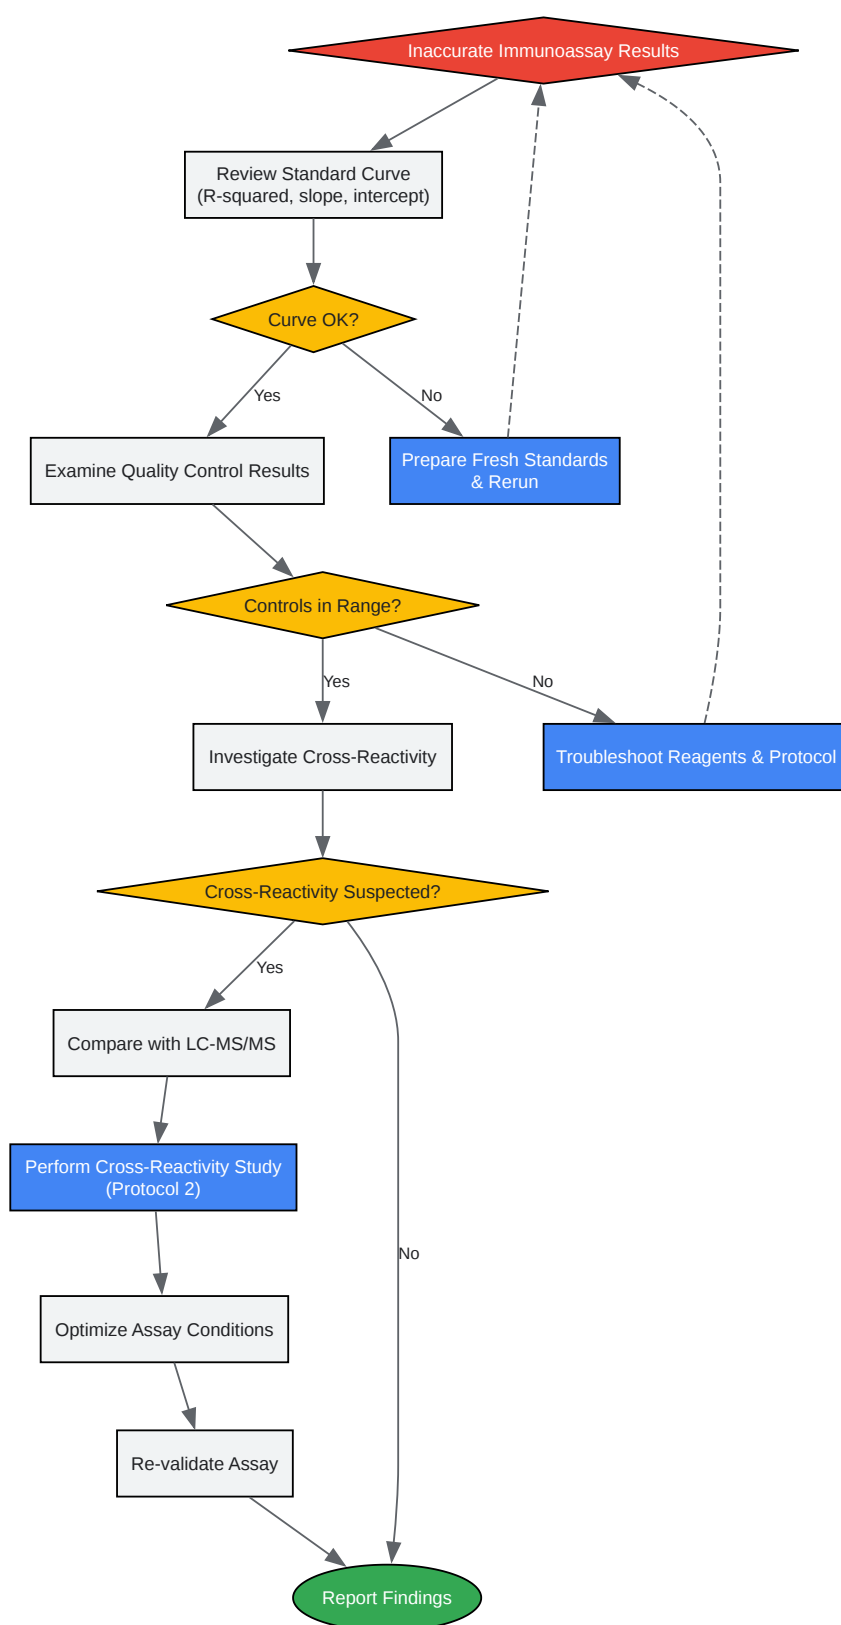 Inaccurate Immunoassay Results
Review Standard Curve
(R-squared, slope, intercept)
Curve OK?
Yes
No
Examine Quality Control Results
Prepare Fresh Standards
& Rerun
Controls in Range?
Yes
No
Investigate Cross-Reactivity
Troubleshoot Reagents & Protocol
Cross-Reactivity Suspected?
Yes
Compare with LC-MS/MS
Perform Cross-Reactivity Study
(Protocol 2)
No
Optimize Assay Conditions
Re-validate Assay
Report Findings